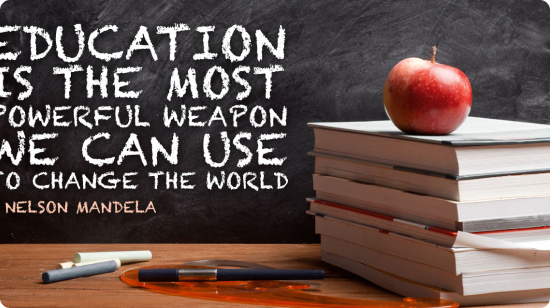 EDUCATION
IS THE MOST
POWERFUL WEAPON
WE CAN USE
TO CHANGE THE WORLD
NELSON MANDELA